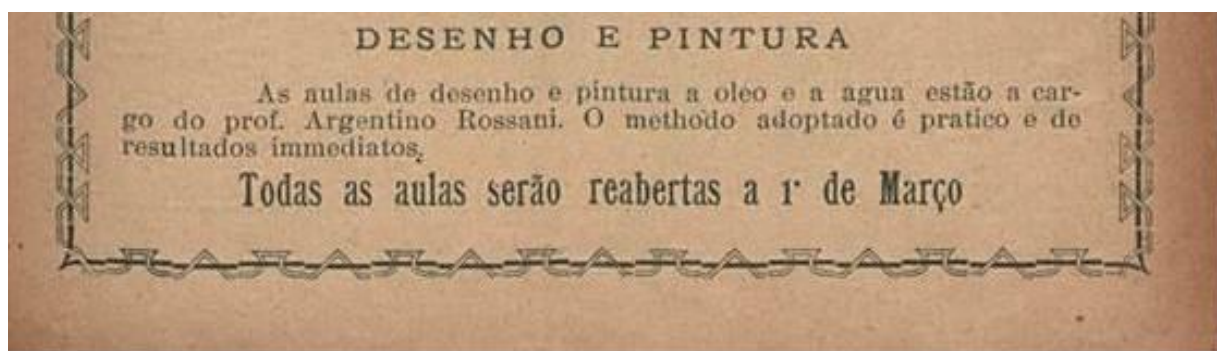 DESENHO E PINTURA
As aulas de desenho e pintura a oleo e a agua estão a car-
go do prof. Argentino Rossani. O methodo adoptado é pratico e de
resultados immediatos.
Todas as aulas serão reabertas a 1º de Março